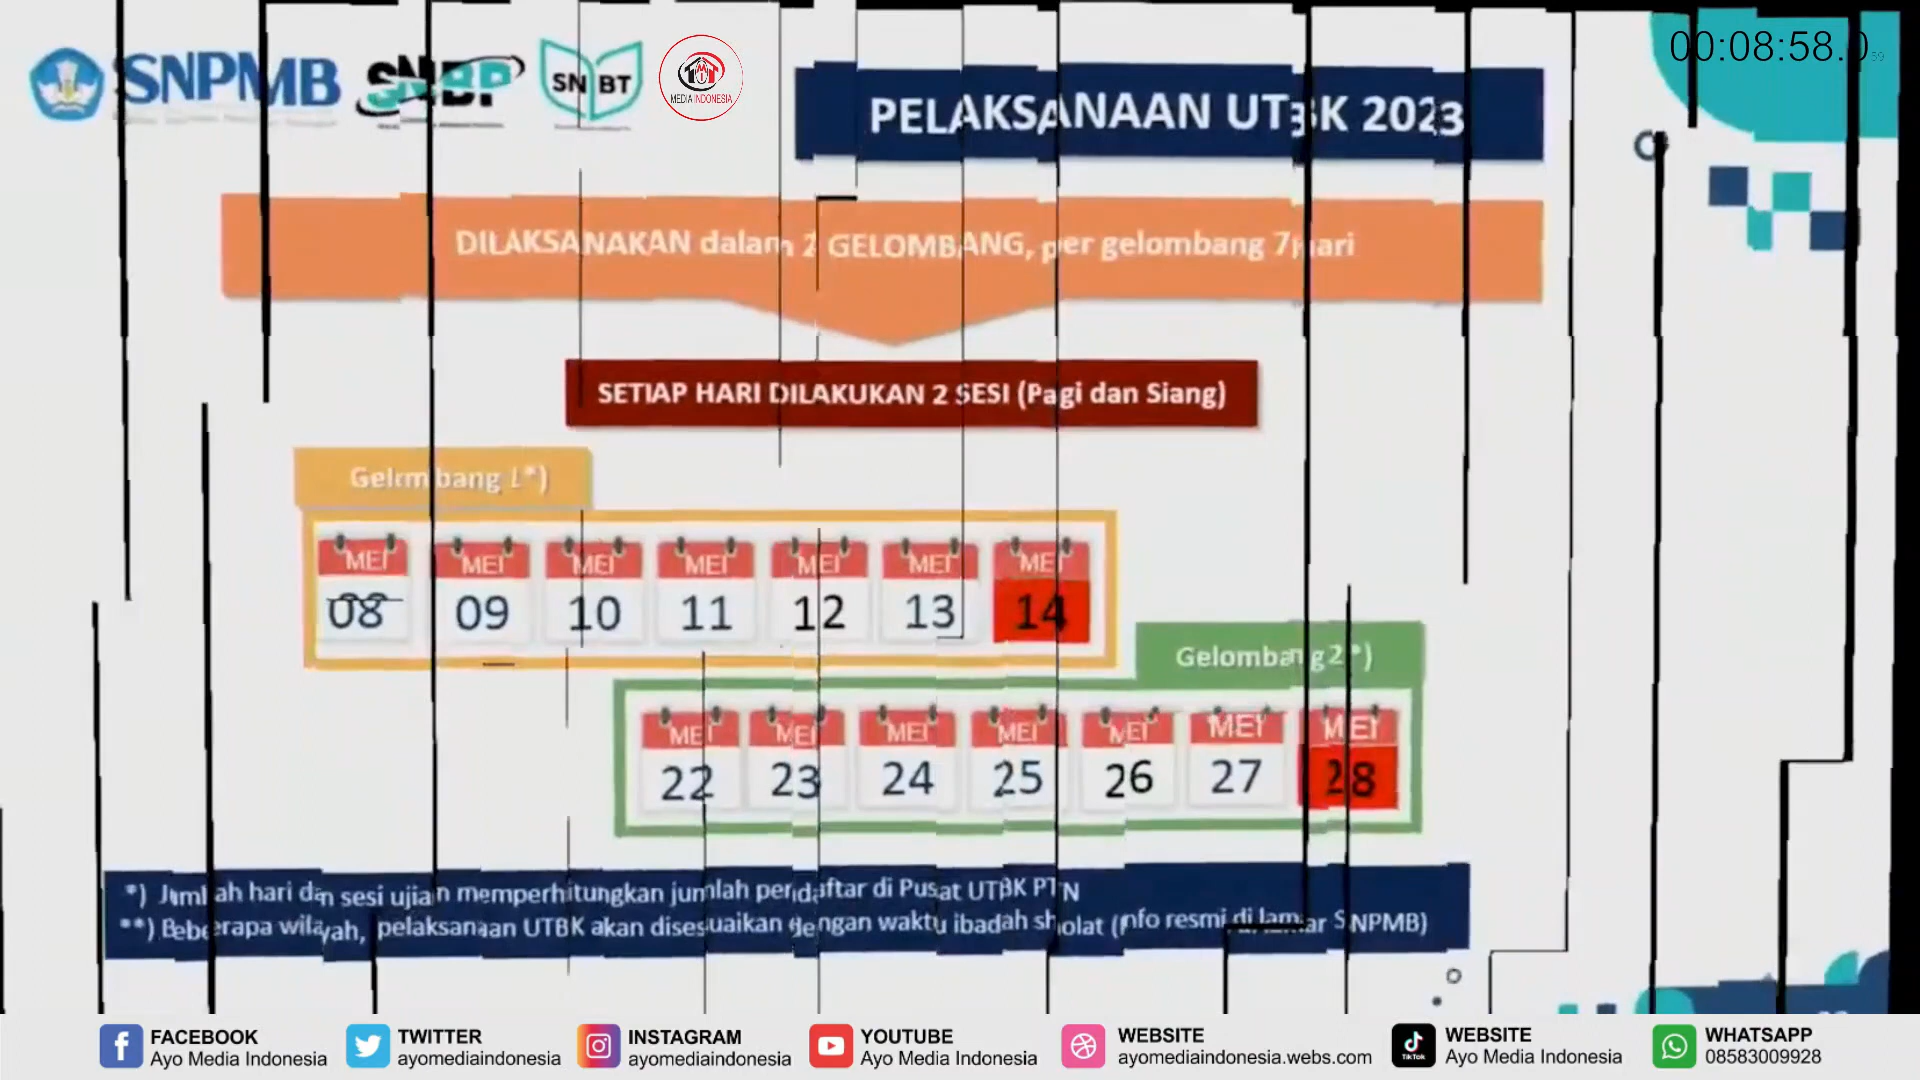 SNPMB
SNBP
SNBT
MEDIA INDONESIA
PELAKSANAAN UTBK 2023
00:08:58.0
59
DILAKSANAKAN dalam 2 GELOMBANG, per gelombang 7 hari
SETIAP HARI DILAKUKAN 2 SESI (Pagi dan Siang)
Gelombang 1*)
MEI MEI MEI MEI MEI MEI MEI
08 09 10 11 12 13 14
Gelombang 2*)
MEI MEI MEI MEI MEI MEI MEI
22 23 24 25 26 27 28
*) Jumlah hari dan sesi ujian memperhitungkan jumlah pendaftar di Pusat UTBK PTN
**) Beberapa wilayah, pelaksanaan UTBK akan disesuaikan dengan waktu ibadah sholat (info resmi di laman SNPMB)
FACEBOOK
Ayo Media Indonesia
TWITTER
ayomediaindonesia
INSTAGRAM
ayomediaindonesia
YOUTUBE
Ayo Media Indonesia
WEBSITE
ayomediaindonesia.webs.com
TikTok
WEBSITE
Ayo Media Indonesia
WHATSAPP
08583009928